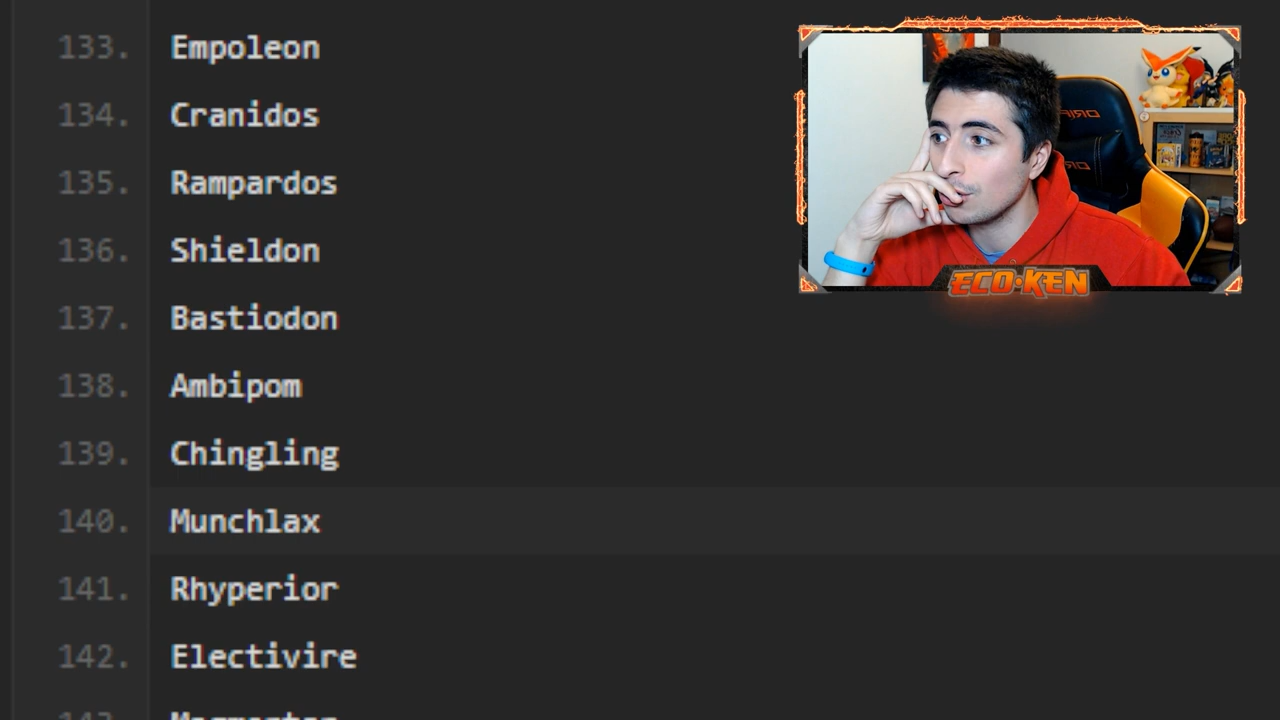 133. Empoleon
134. Cranidos
135. Rampardos
136. Shieldon
137. Bastiodon
138. Ambipom
139. Chingling
140. Munchlax
141. Rhyperior
142. Electivire
ECO·KEN